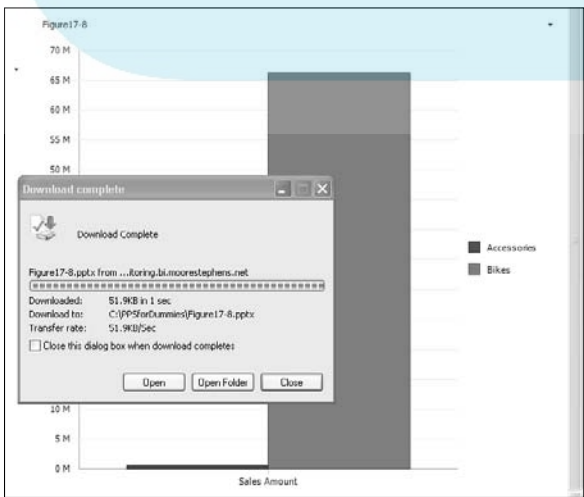 Figure17-8
70 M
65 M
60 M
55 M
50 M
Download complete
Download Complete
Figure17-8.pptx from ...itoring.bi.moorestephens.net
Downloaded: 51.9KB in 1 sec
Download to: C:\PPSforDummies\Figure17-8.pptx
Transfer rate: 51.9KB/Sec
Close this dialog box when download completes
Open Open Folder Close
Accessories
Bikes
10 M
5 M
0 M
Sales Amount